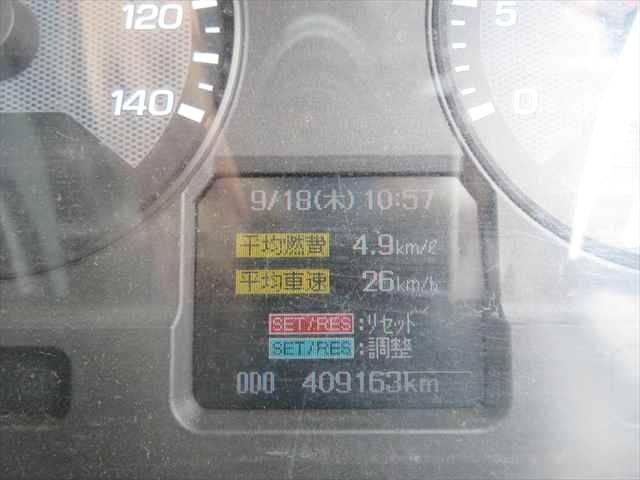 120
140
5
0
9/18(木) 10:57
平均燃費 4.9km/ℓ
平均車速 26km/h
SET/RES:リセット
SET/RES:調整
ODO 409163km